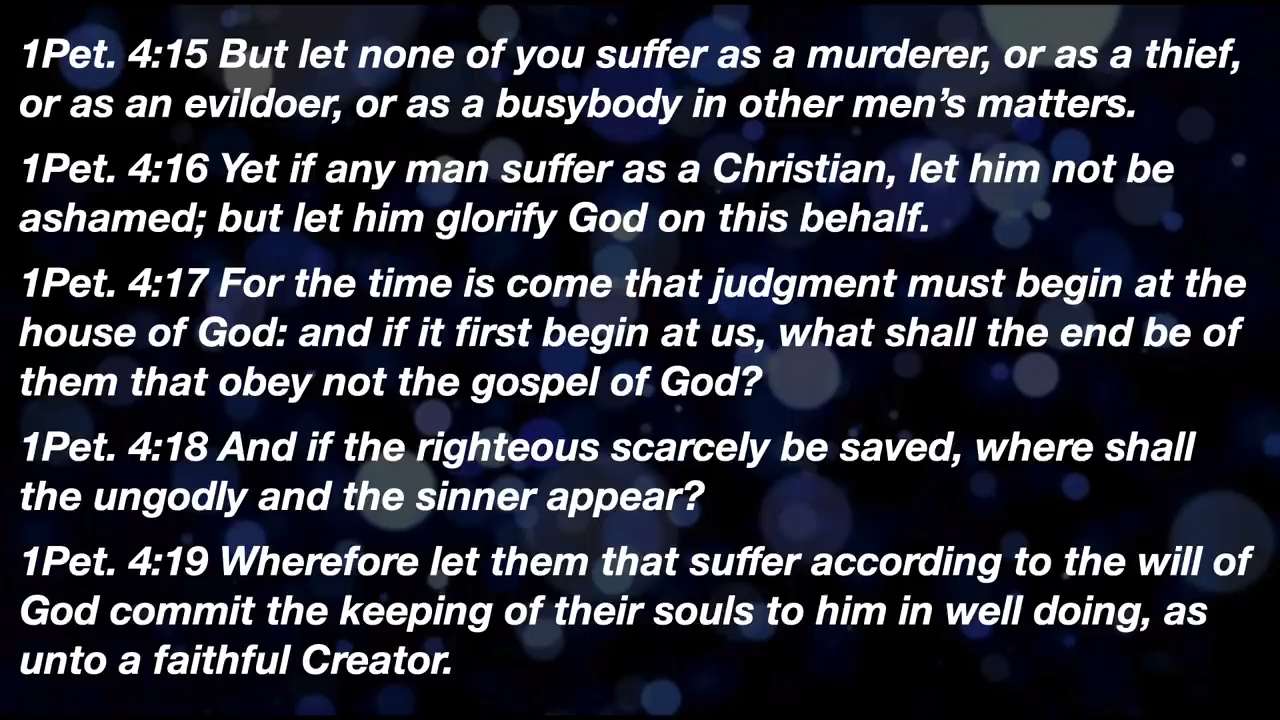 1Pet. 4:15 But let none of you suffer as a murderer, or as a thief,
or as an evildoer, or as a busybody in other men’s matters.
1Pet. 4:16 Yet if any man suffer as a Christian, let him not be
ashamed; but let him glorify God on this behalf.
1Pet. 4:17 For the time is come that judgment must begin at the
house of God: and if it first begin at us, what shall the end be of
them that obey not the gospel of God?
1Pet. 4:18 And if the righteous scarcely be saved, where shall
the ungodly and the sinner appear?
1Pet. 4:19 Wherefore let them that suffer according to the will of
God commit the keeping of their souls to him in well doing, as
unto a faithful Creator.